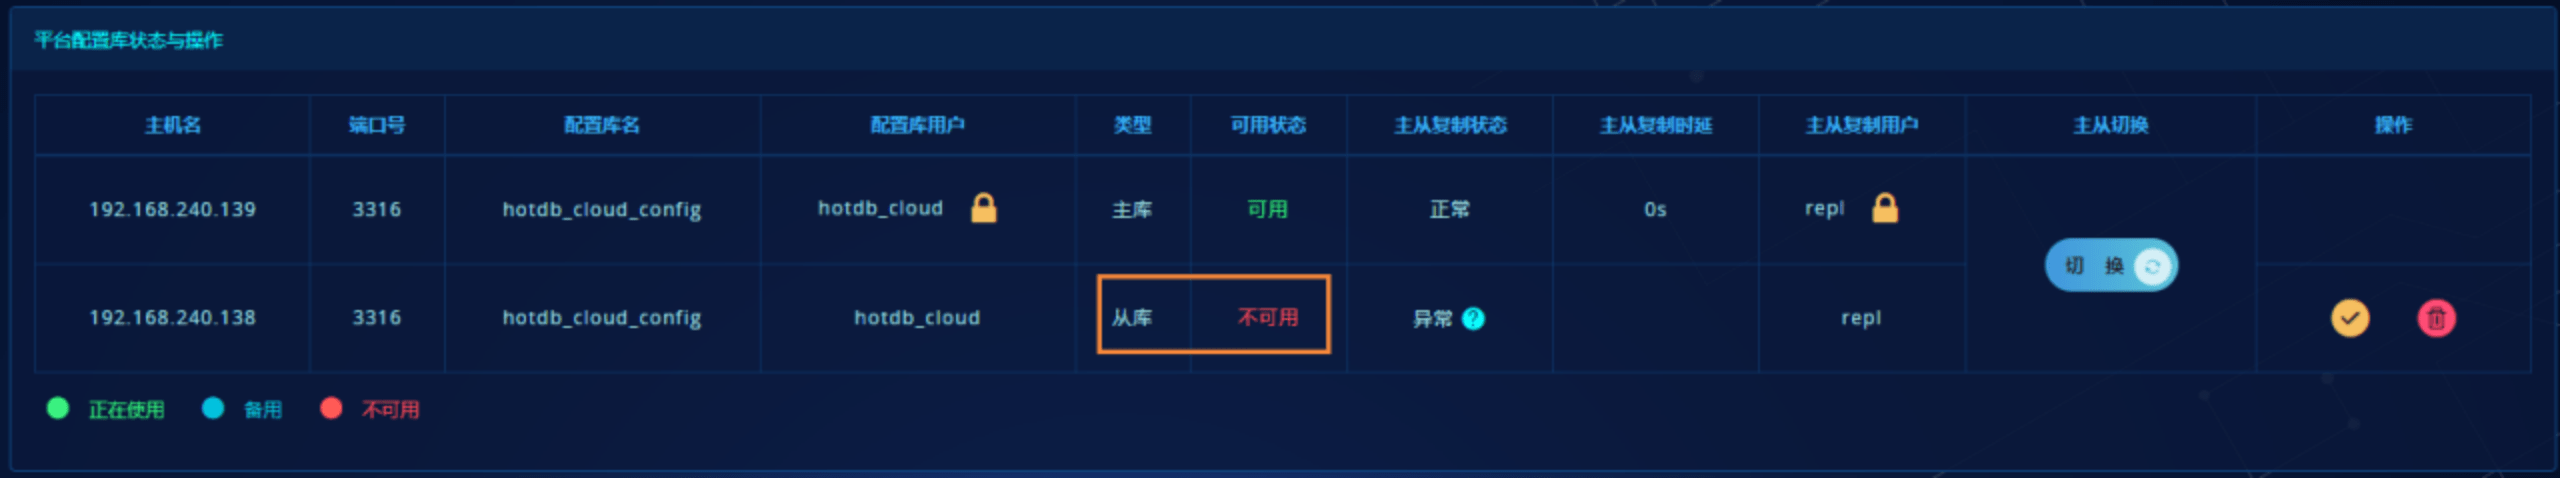 平台配置库状态与操作
主机名 端口号 配置库名 配置库用户 类型 可用状态 主从复制状态 主从复制时延 主从复制用户 主从切换 操作
192.168.240.139 3316 hotdb_cloud_config hotdb_cloud 主库 可用 正常 0s repl
切 换
192.168.240.138 3316 hotdb_cloud_config hotdb_cloud 从库 不可用 异常 ? repl
正在使用 备用 不可用